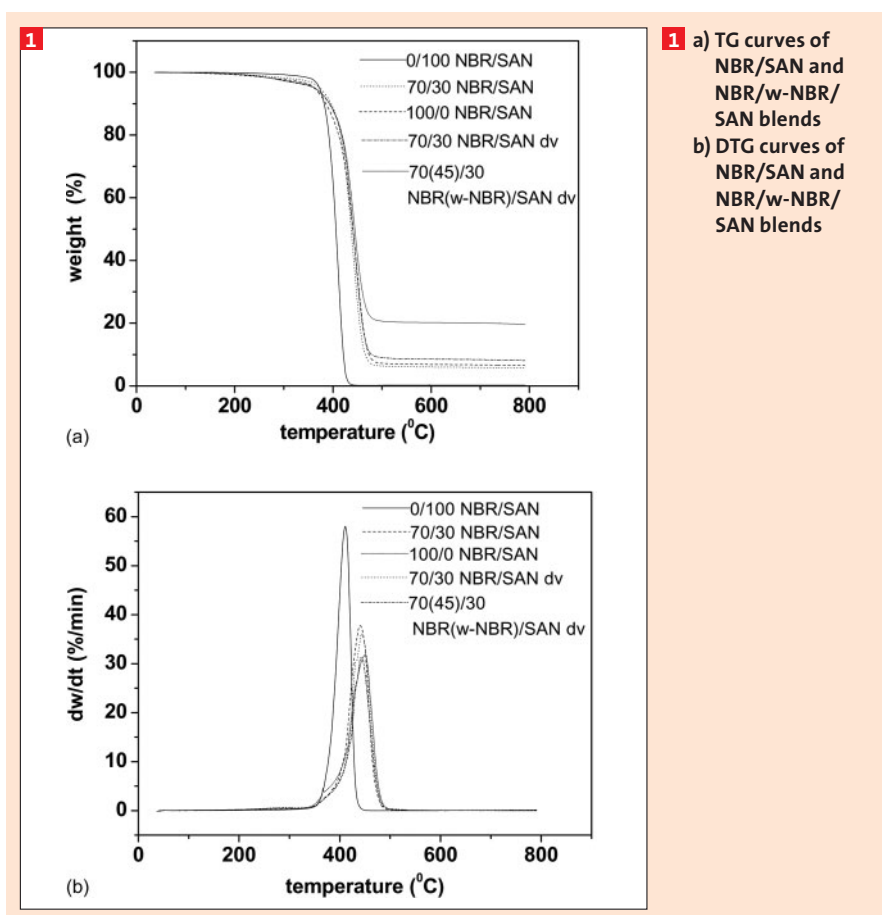 1
100
80
60
40
20
0
weight (%)
0/100 NBR/SAN
70/30 NBR/SAN
100/0 NBR/SAN
70/30 NBR/SAN dv
70(45)/30
NBR(w-NBR)/SAN dv
200
400
600
800
temperature (⁰C)
(a)
60
50
40
30
20
10
0
dw/dt (%/min)
0/100 NBR/SAN
70/30 NBR/SAN
100/0 NBR/SAN
70/30 NBR/SAN dv
70(45)/30
NBR(w-NBR)/SAN dv
0
200
400
600
800
temperature (⁰C)
(b)
1 a) TG curves of
NBR/SAN and
NBR/w-NBR/
SAN blends
b) DTG curves of
NBR/SAN and
NBR/w-NBR/
SAN blends